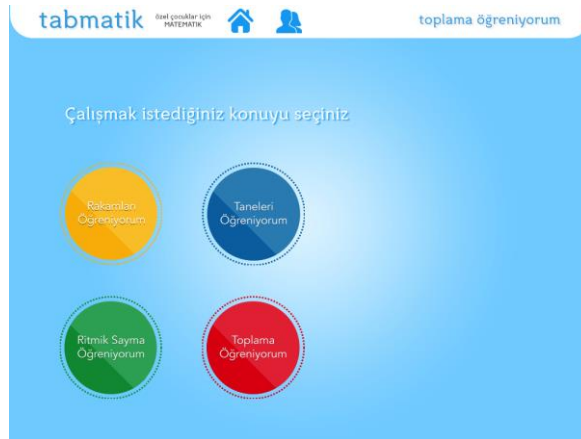 tabmatik
özel çocuklar için
MATEMATİK
toplama öğreniyorum
Çalışmak istediğiniz konuyu seçiniz
Rakamları
Öğreniyorum
Taneleri
Öğreniyorum
Ritmik Sayma
Öğreniyorum
Toplama
Öğreniyorum